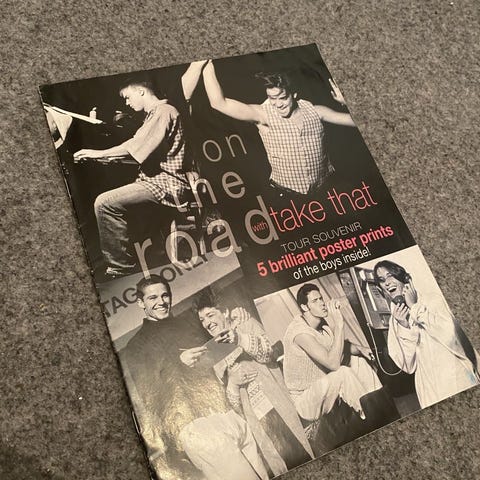 on
the
road with take that
TOUR SOUVENIR
5 brilliant poster prints
of the boys inside!